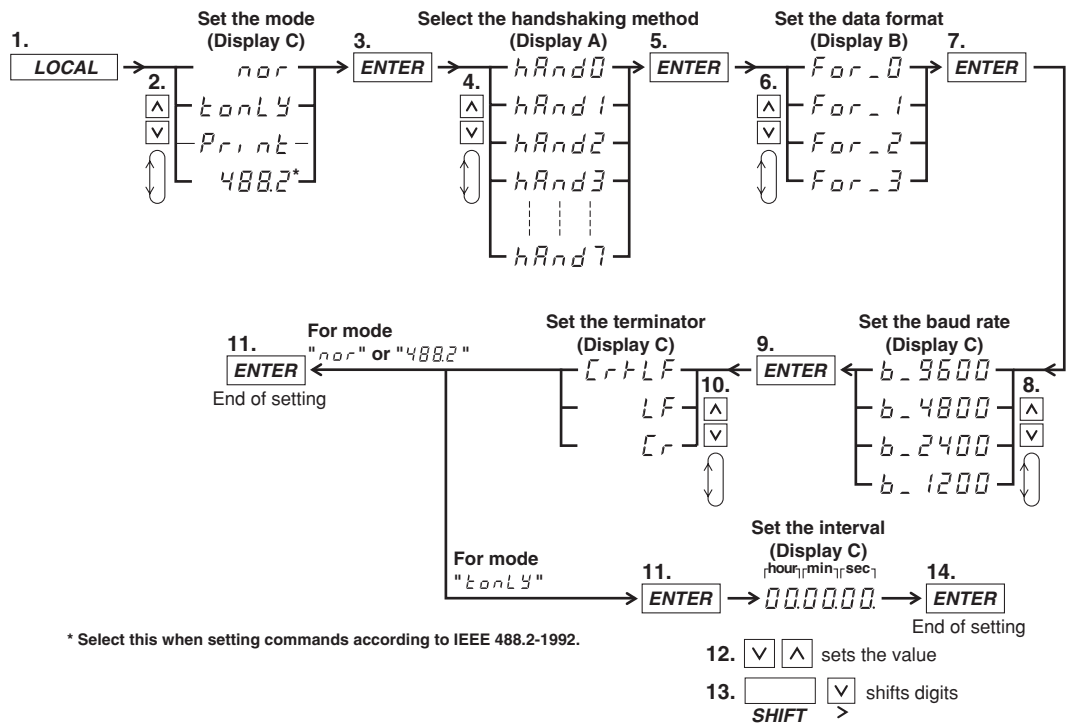 1.
LOCAL
Set the mode
(Display C)
2.
nor
tonLY
Print
488.2*
3.
ENTER
Select the handshaking method
(Display A)
4.
hAnd0
hAnd1
hAnd2
hAnd3
hAnd7
5.
ENTER
Set the data format
(Display B)
6.
For_0
For_1
For_2
For_3
7.
ENTER
Set the baud rate
(Display C)
8.
b_9600
b_4800
b_2400
b_1200
9.
ENTER
Set the terminator
(Display C)
10.
Cr+LF
LF
Cr
For mode
"nor" or "488.2"
11.
ENTER
End of setting
For mode
"tonLY"
11.
ENTER
Set the interval
(Display C)
hour min sec
00.00.00.
14.
ENTER
End of setting
12. sets the value
13. shifts digits
SHIFT >
* Select this when setting commands according to IEEE 488.2-1992.